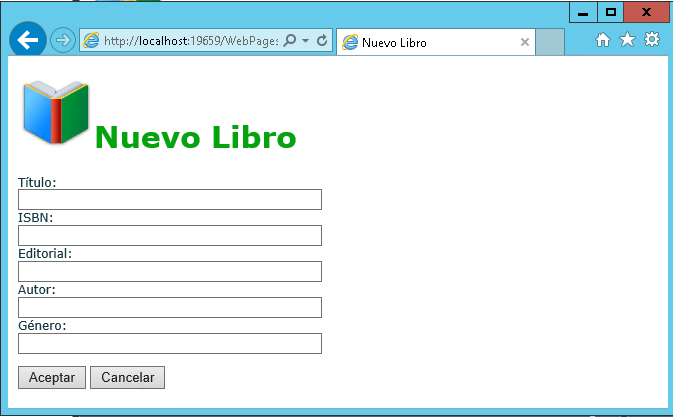 http://localhost:19659/WebPages
Nuevo Libro
Nuevo Libro
Título:
ISBN:
Editorial:
Autor:
Género:
Aceptar Cancelar